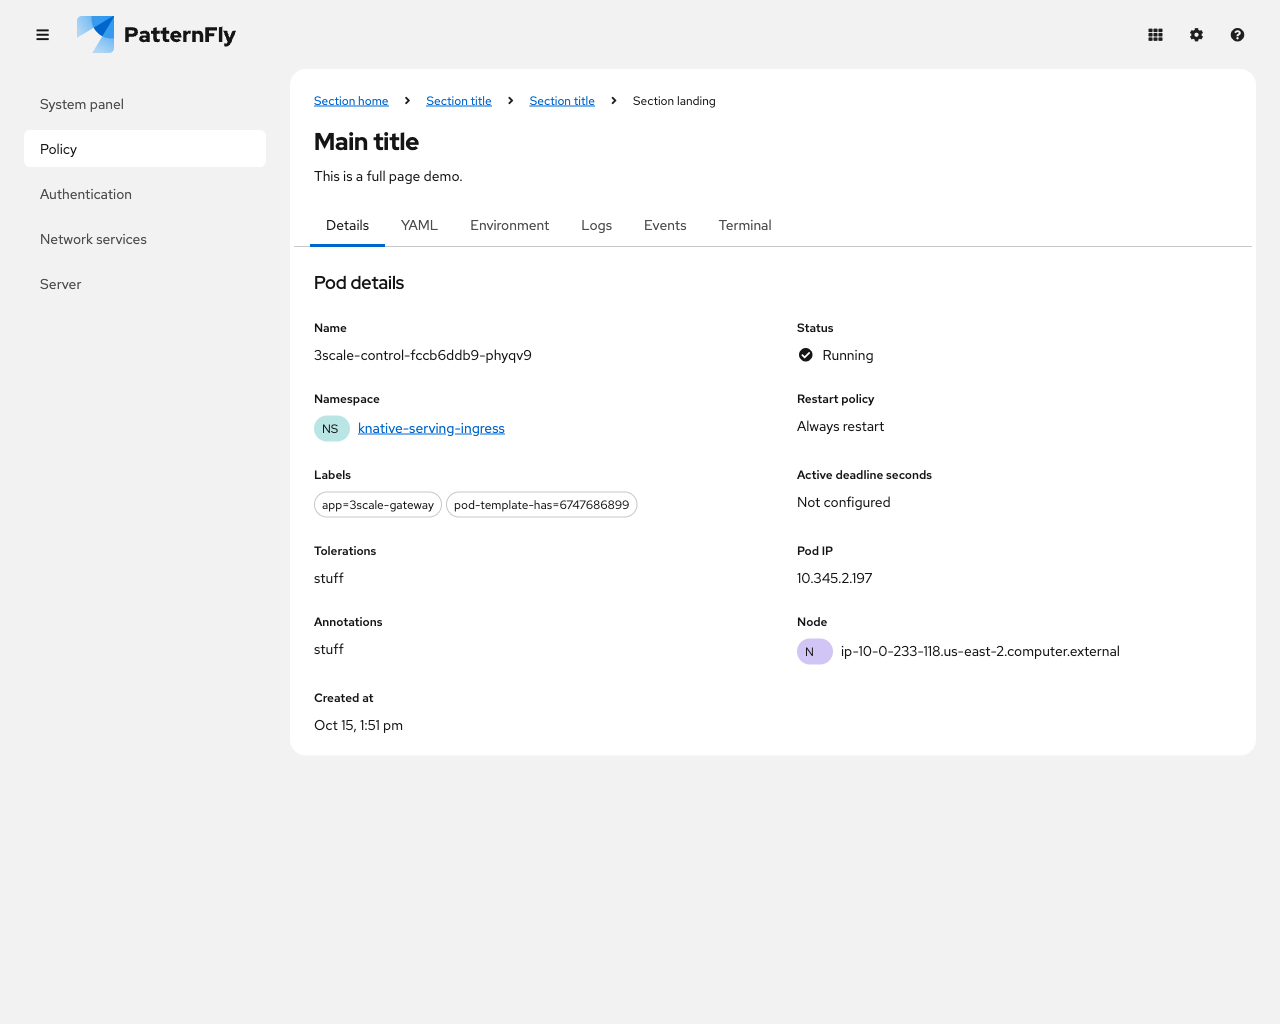 PatternFly
System panel
Policy
Authentication
Network services
Server
Section home Section title Section title Section landing
Main title
This is a full page demo.
Details YAML Environment Logs Events Terminal
Pod details
Name
3scale-control-fccb6ddb9-phyqv9
Status
Running
Namespace
NS knative-serving-ingress
Restart policy
Always restart
Labels
app=3scale-gateway pod-template-has=6747686899
Active deadline seconds
Not configured
Tolerations
stuff
Pod IP
10.345.2.197
Annotations
stuff
Node
N ip-10-0-233-118.us-east-2.computer.external
Created at
Oct 15, 1:51 pm